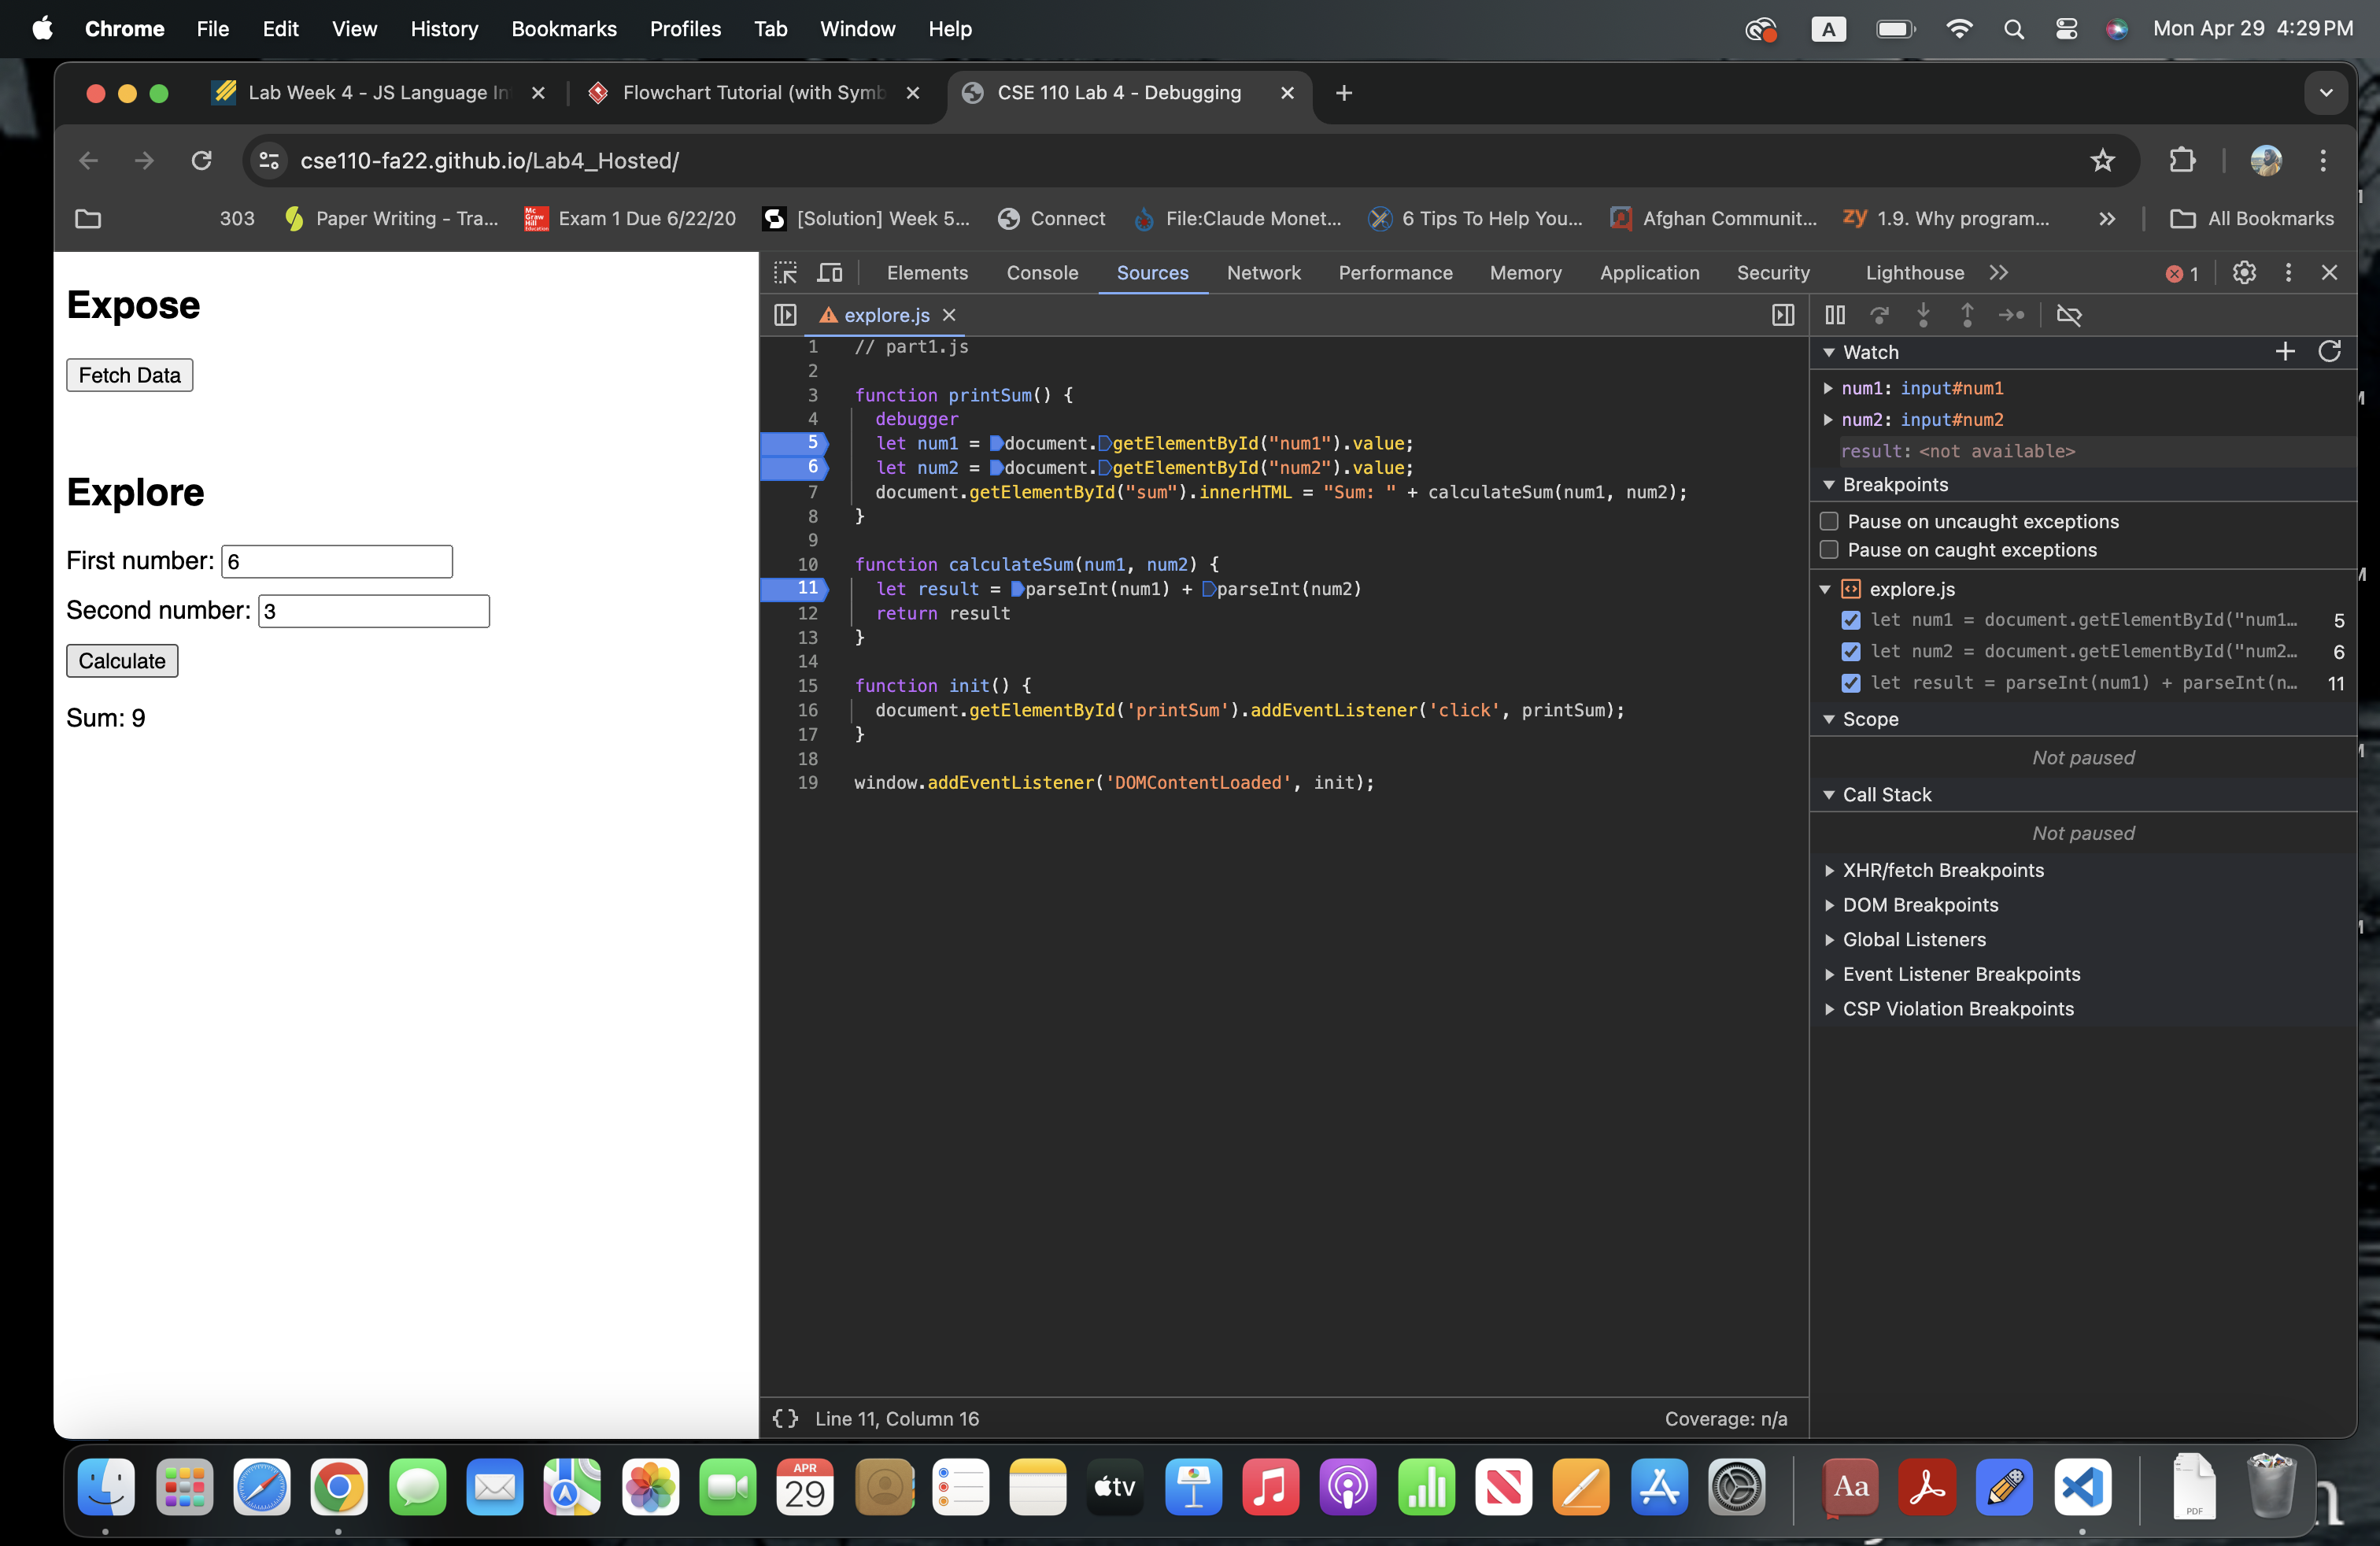 Chrome File Edit View History Bookmarks Profiles Tab Window Help A Mon Apr 29 4:29 PM
Lab Week 4 - JS Language In Flowchart Tutorial (with Symb CSE 110 Lab 4 - Debugging
cse110-fa22.github.io/Lab4_Hosted/
303 Paper Writing - Tra... Exam 1 Due 6/22/20 [Solution] Week 5... Connect File:Claude Monet... 6 Tips To Help You... Afghan Communit... zy 1.9. Why program... All Bookmarks
Expose
Fetch Data
Explore
First number: 6
Second number: 3
Calculate
Sum: 9
Elements Console Sources Network Performance Memory Application Security Lighthouse 1
explore.js
1 // part1.js
2
3 function printSum() {
4 debugger
5 let num1 = document.getElementById("num1").value;
6 let num2 = document.getElementById("num2").value;
7 document.getElementById("sum").innerHTML = "Sum: " + calculateSum(num1, num2);
8 }
9
10 function calculateSum(num1, num2) {
11 let result = parseInt(num1) + parseInt(num2)
12 return result
13 }
14
15 function init() {
16 document.getElementById('printSum').addEventListener('click', printSum);
17 }
18
19 window.addEventListener('DOMContentLoaded', init);
{ } Line 11, Column 16 Coverage: n/a
Watch
num1: input#num1
num2: input#num2
result: <not available>
Breakpoints
Pause on uncaught exceptions
Pause on caught exceptions
explore.js
let num1 = document.getElementById("num1... 5
let num2 = document.getElementById("num2... 6
let result = parseInt(num1) + parseInt(n... 11
Scope
Not paused
Call Stack
Not paused
XHR/fetch Breakpoints
DOM Breakpoints
Global Listeners
Event Listener Breakpoints
CSP Violation Breakpoints
APR
29
tv
Aa
PDF